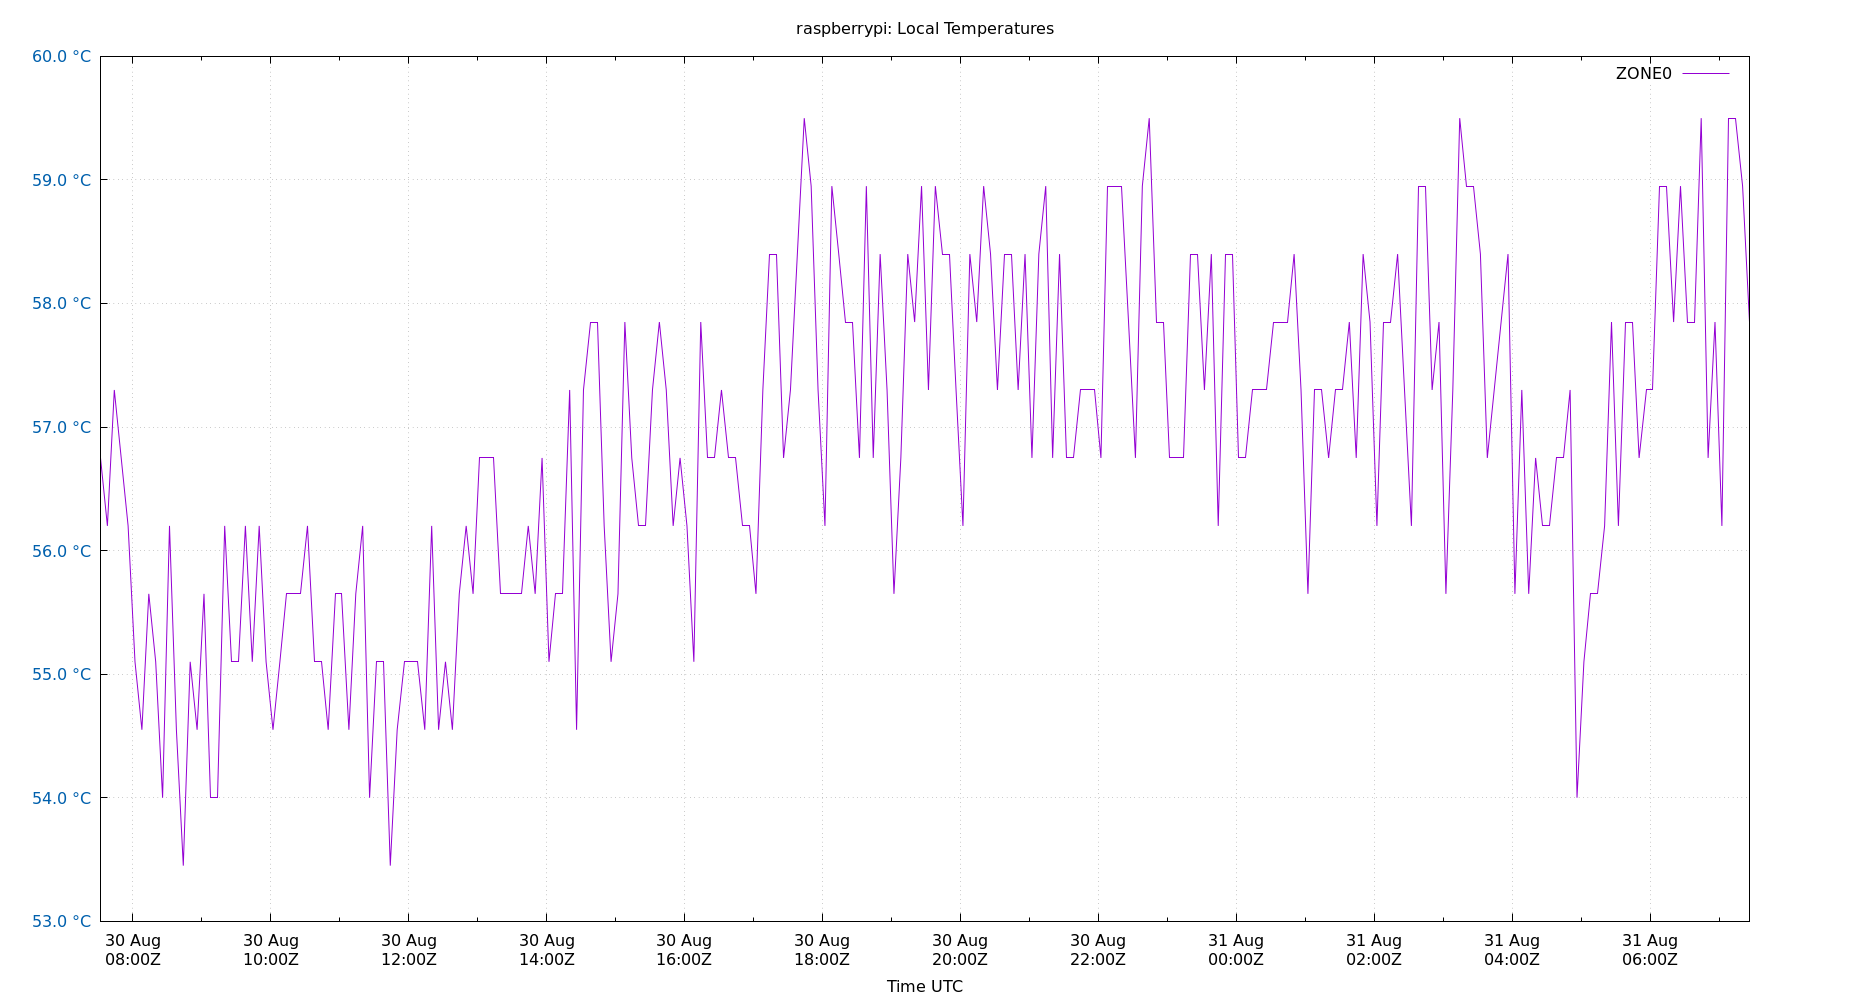 raspberrypi: Local Temperatures
60.0 °C
ZONE0
59.0 °C
58.0 °C
57.0 °C
56.0 °C
55.0 °C
54.0 °C
53.0 °C
30 Aug 30 Aug 30 Aug 30 Aug 30 Aug 30 Aug 30 Aug 30 Aug 31 Aug 31 Aug 31 Aug 31 Aug
08:00Z 10:00Z 12:00Z 14:00Z 16:00Z 18:00Z 20:00Z 22:00Z 00:00Z 02:00Z 04:00Z 06:00Z
Time UTC